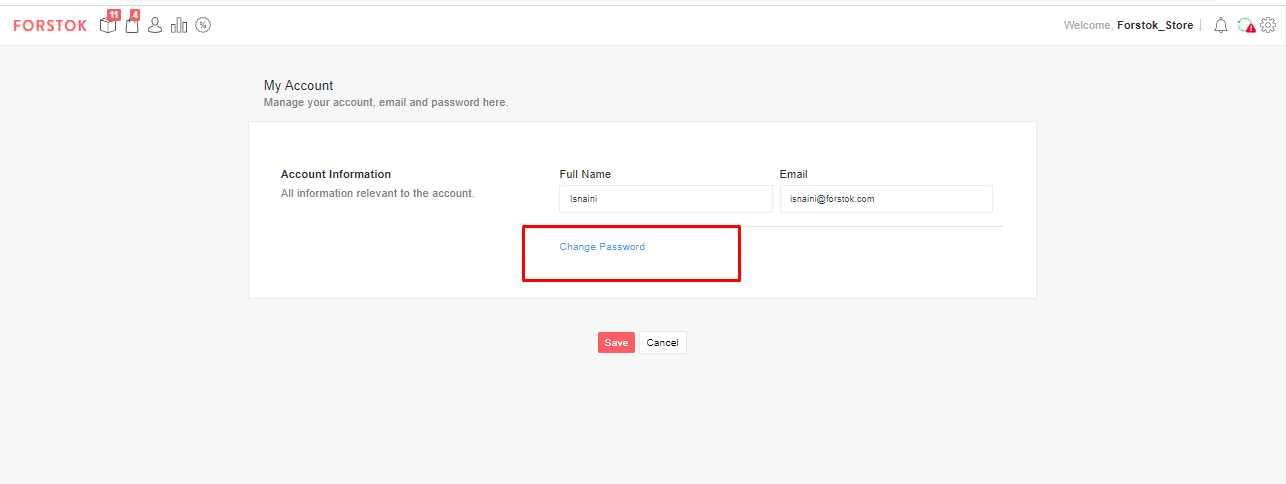 FORSTOK 11 4 Welcome, Forstok_Store
My Account
Manage your account, email and password here.
Account Information
All information relevant to the account.
Full Name Email
Isnaini isnaini@forstok.com
Change Password
Save Cancel